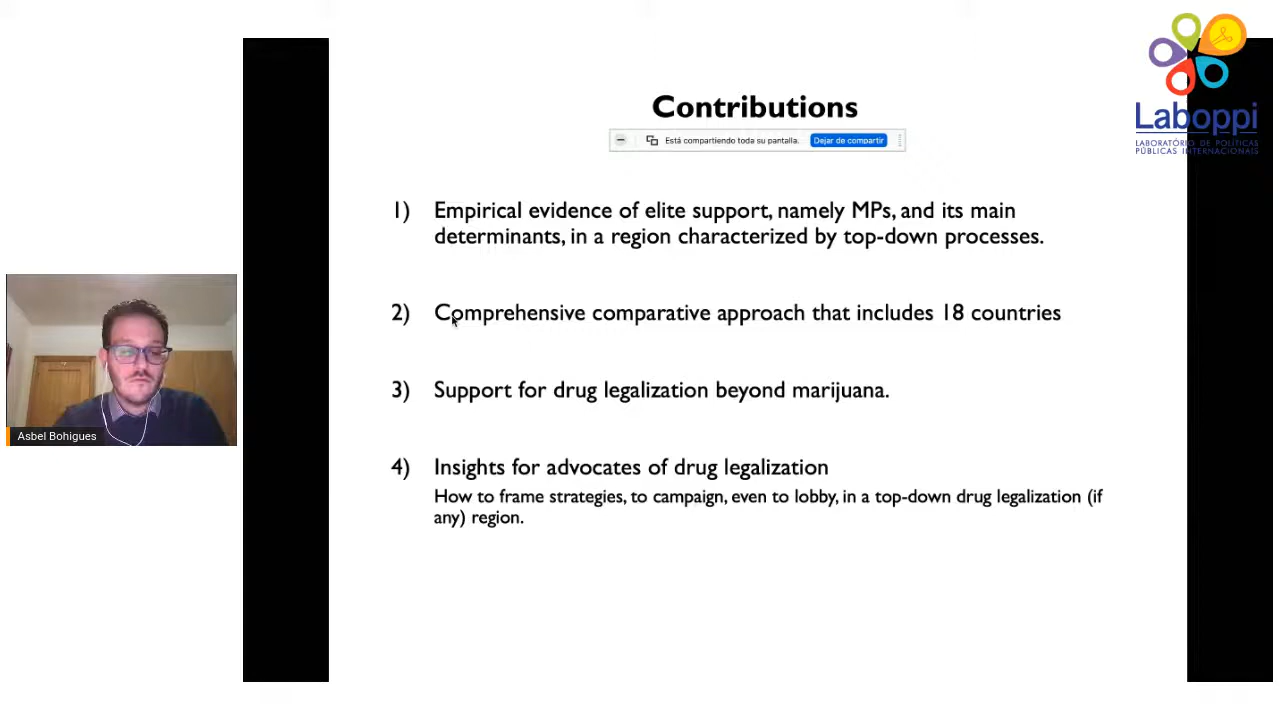 Contributions
Está compartiendo toda su pantalla. Dejar de compartir
Laboppi
LABORATÓRIO DE POLÍTICAS
PÚBLICAS INTERNACIONAIS
1) Empirical evidence of elite support, namely MPs, and its main
determinants, in a region characterized by top-down processes.
2) Comprehensive comparative approach that includes 18 countries
3) Support for drug legalization beyond marijuana.
4) Insights for advocates of drug legalization
How to frame strategies, to campaign, even to lobby, in a top-down drug legalization (if
any) region.
Asbel Bohigues